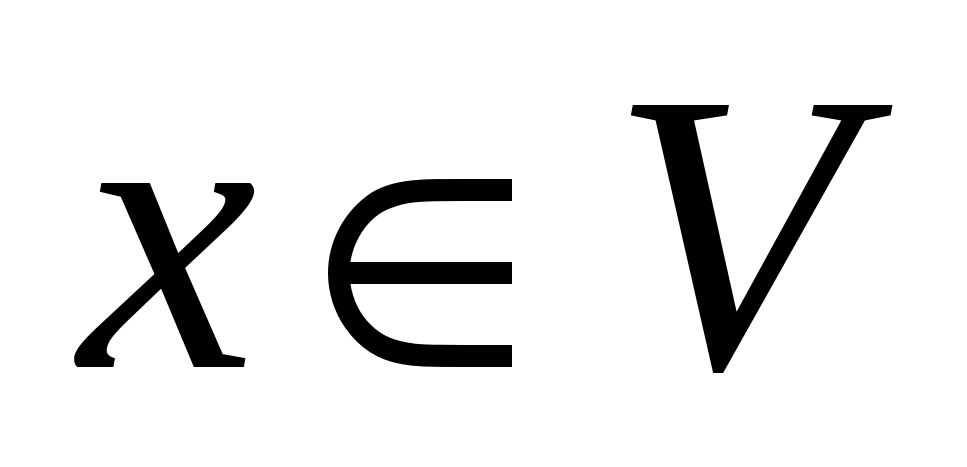 x ∈ V